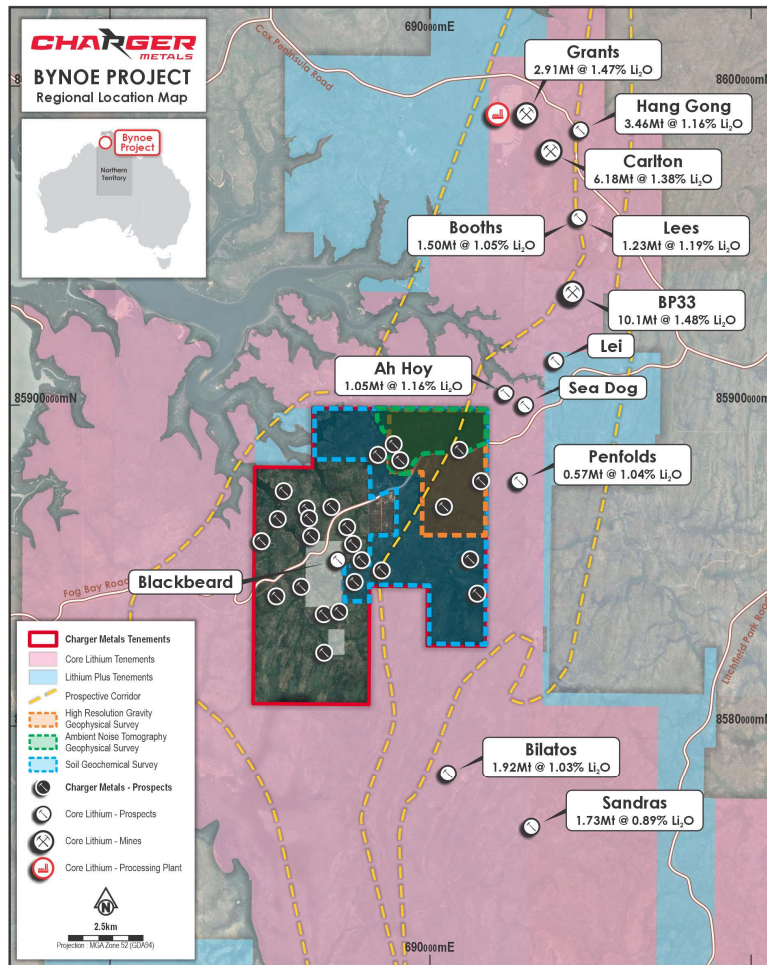 CHARGER
METALS
BYNOE PROJECT
Regional Location Map
Bynoe
Project
Northern
Territory
690000mE
8600000mN
Cox Peninsula Road
Grants
2.91Mt @ 1.47% Li₂O
Hang Gong
3.46Mt @ 1.16% Li₂O
Carlton
6.18Mt @ 1.38% Li₂O
Booths
1.50Mt @ 1.05% Li₂O
Lees
1.23Mt @ 1.19% Li₂O
BP33
10.1Mt @ 1.48% Li₂O
Lei
Ah Hoy
1.05Mt @ 1.16% Li₂O
Sea Dog
8590000mN
8590000m
Penfolds
0.57Mt @ 1.04% Li₂O
Blackbeard
Fog Bay Road
Litchfield Park Road
8580000m
Bilatos
1.92Mt @ 1.03% Li₂O
Sandras
1.73Mt @ 0.89% Li₂O
Charger Metals Tenements
Core Lithium Tenements
Lithium Plus Tenements
Prospective Corridor
High Resolution Gravity
Geophysical Survey
Ambient Noise Tomography
Geophysical Survey
Soil Geochemical Survey
Charger Metals - Prospects
Core Lithium - Prospects
Core Lithium - Mines
Core Lithium - Processing Plant
N
2.5km
Projection : MGA Zone 52 (GDA94)
690000mE